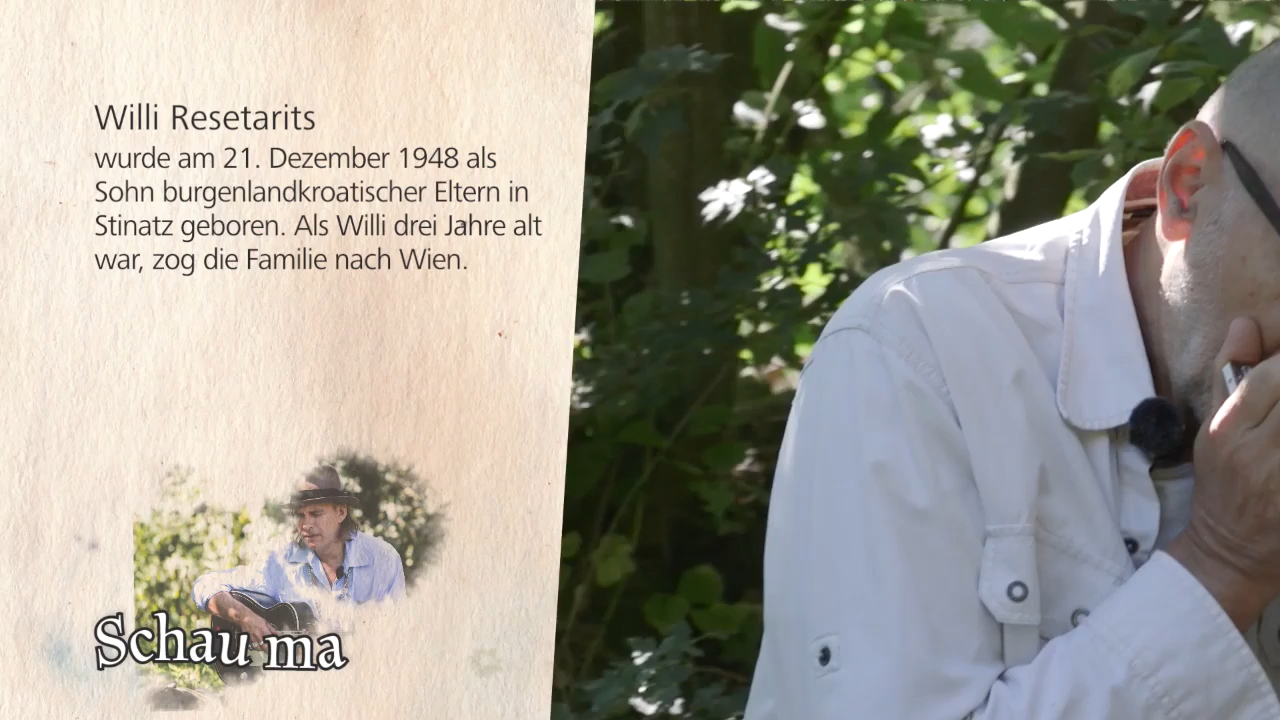 Willi Resetarits
wurde am 21. Dezember 1948 als
Sohn burgenlandkroatischer Eltern in
Stinatz geboren. Als Willi drei Jahre alt
war, zog die Familie nach Wien.
Schau ma